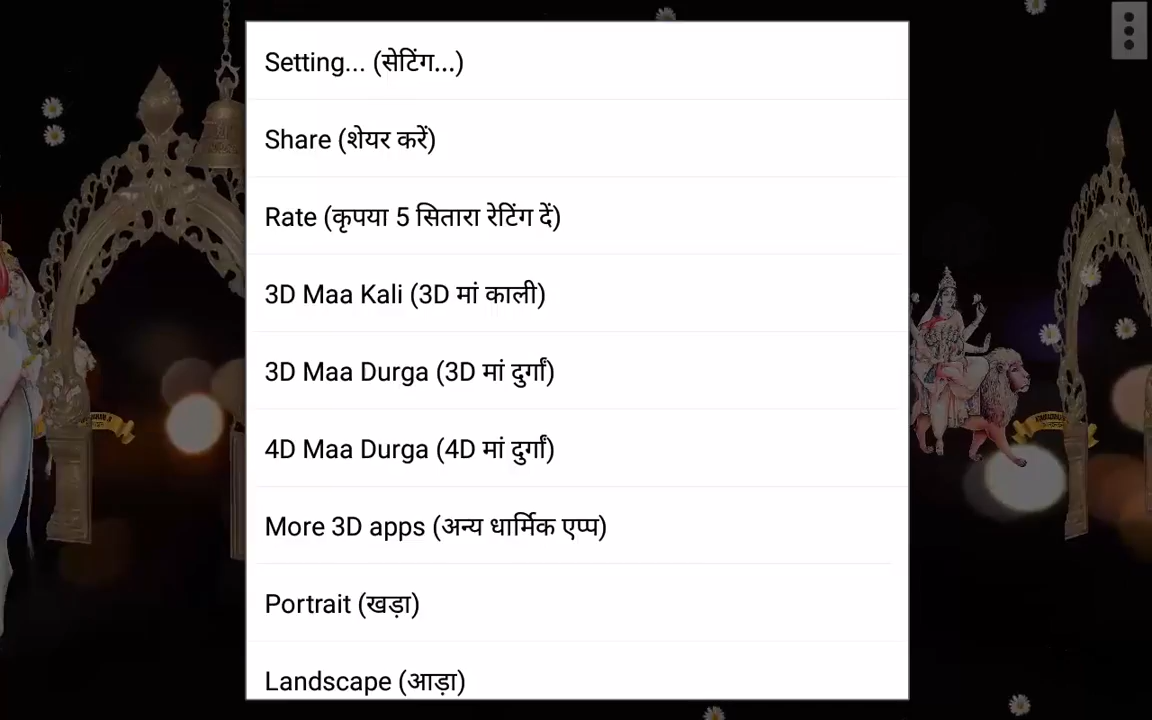 Setting... (सेटिंग...)
Share (शेयर करें)
Rate (कृपया 5 सितारा रेटिंग दें)
3D Maa Kali (3D मां काली)
3D Maa Durga (3D मां दुर्गां)
4D Maa Durga (4D मां दुर्गां)
More 3D apps (अन्य धार्मिक एप्प)
Portrait (खड़ा)
Landscape (आड़ा)